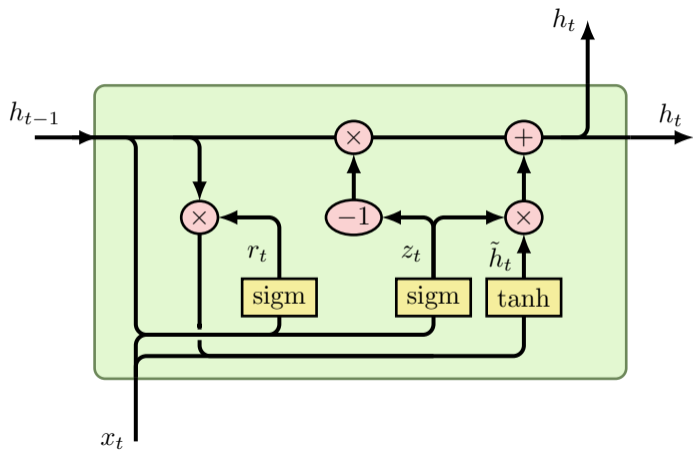 h_t
h_{t-1}
h_t
×
+
×
−1
×
r_t
z_t
h̃_t
sigm
sigm
tanh
x_t